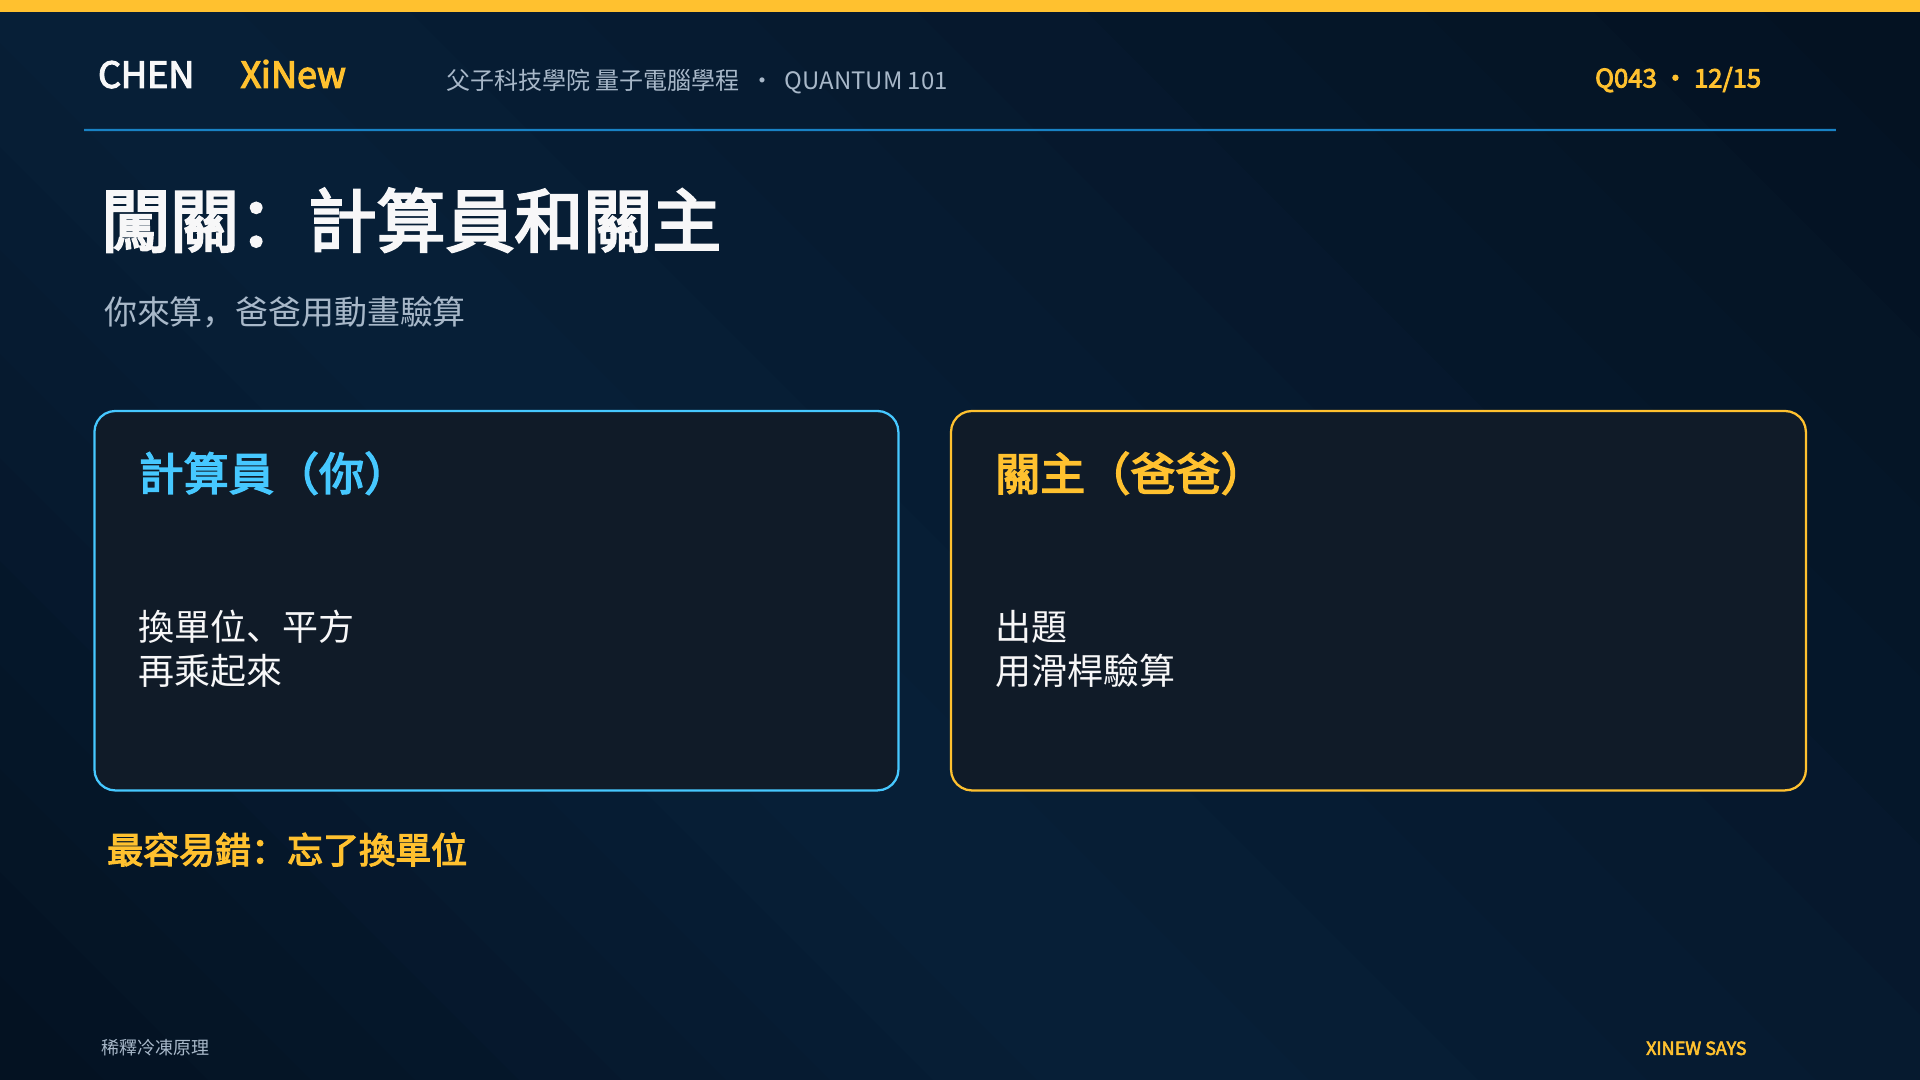 CHEN XiNew 父子科技學院 量子電腦學程 · QUANTUM 101 Q043 · 12/15
闖關：計算員和關主
你來算，爸爸用動畫驗算
計算員（你）
換單位、平方
再乘起來
關主（爸爸）
出題
用滑桿驗算
最容易錯：忘了換單位
稀釋冷凍原理 XINEW SAYS